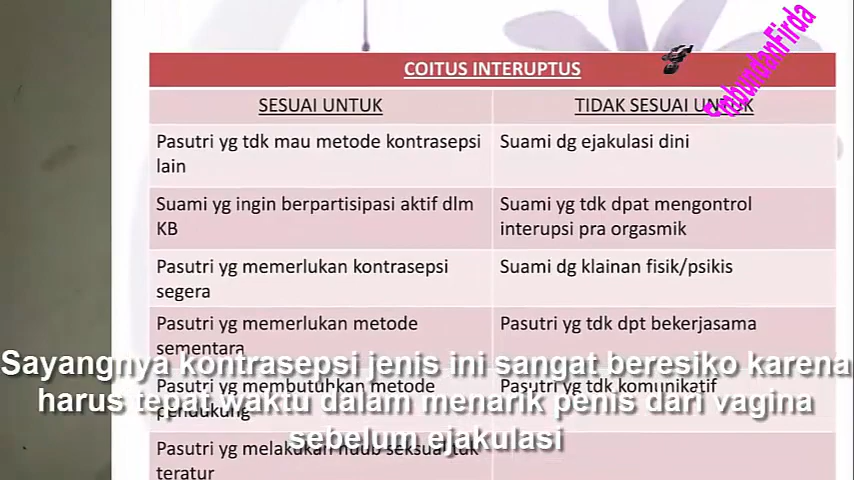 COITUS INTERUPTUS
SESUAI UNTUK
TIDAK SESUAI UNTUK
Pasutri yg tdk mau metode kontrasepsi
lain
Suami dg ejakulasi dini
Suami yg ingin berpartisipasi aktif dlm
KB
Suami yg tdk dpat mengontrol
interupsi pra orgasmik
Pasutri yg memerlukan kontrasepsi
segera
Suami dg klainan fisik/psikis
Pasutri yg memerlukan metode
sementara
Pasutri yg tdk dpt bekerjasama
Pasutri yg membutuhkan metode
pendukung
Pasutri yg tdk komunikatif
Pasutri yg melakukan hubb seksual tdk
teratur
Sayangnya kontrasepsi jenis ini sangat beresiko karena
harus tepat waktu dalam menarik penis dari vagina
sebelum ejakulasi